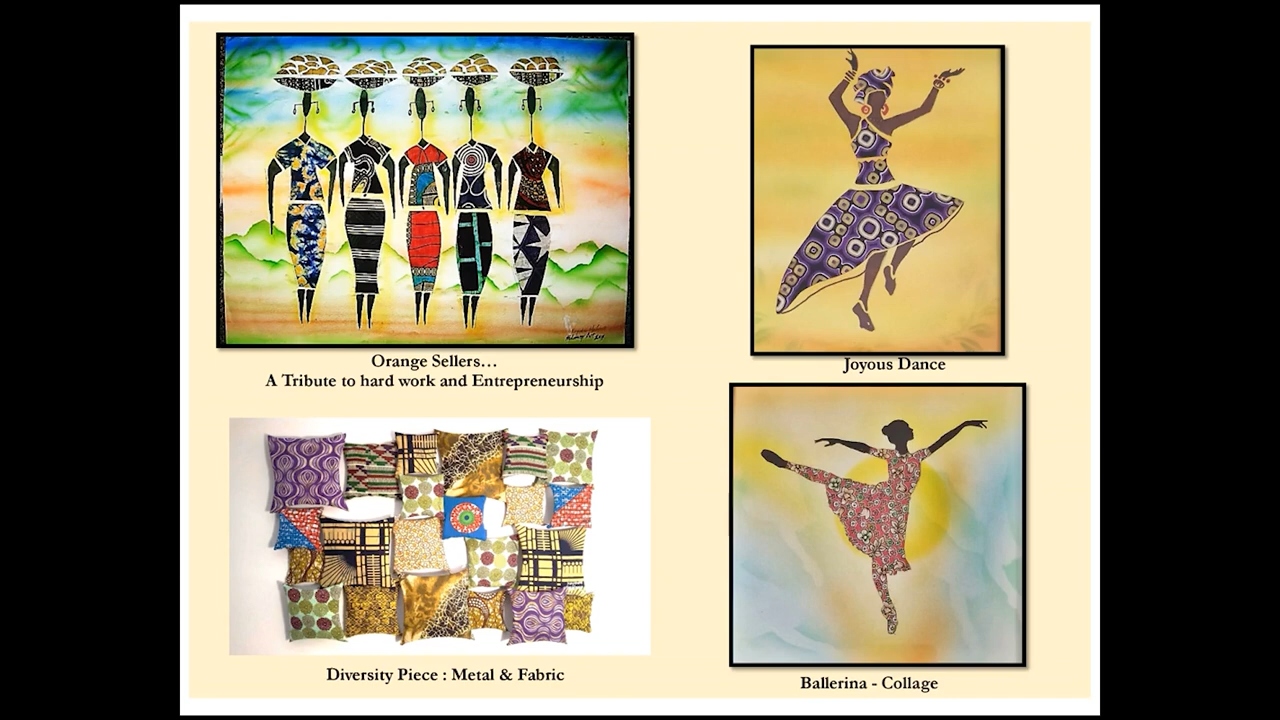 Orange Sellers…
A Tribute to hard work and Entrepreneurship
Joyous Dance
Diversity Piece : Metal & Fabric
Ballerina - Collage